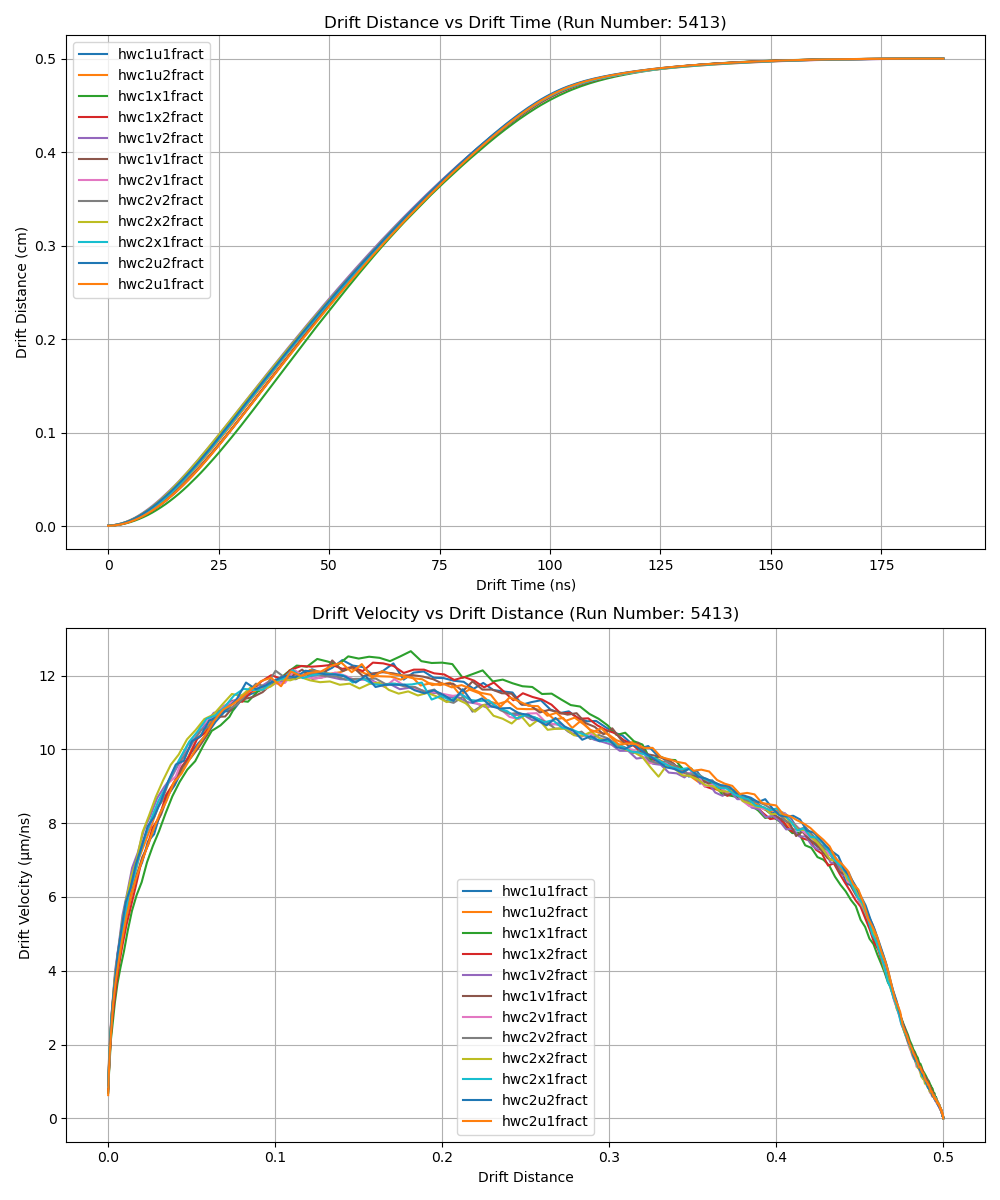 Drift Distance vs Drift Time (Run Number: 5413)
hwc1u1fract
hwc1u2fract
hwc1x1fract
hwc1x2fract
hwc1v2fract
hwc1v1fract
hwc2v1fract
hwc2v2fract
hwc2x2fract
hwc2x1fract
hwc2u2fract
hwc2u1fract
Drift Distance (cm)
0.5
0.4
0.3
0.2
0.1
0.0
0 25 50 75 100 125 150 175
Drift Time (ns)
Drift Velocity vs Drift Distance (Run Number: 5413)
Drift Velocity (μm/ns)
12
10
8
6
4
2
0
hwc1u1fract
hwc1u2fract
hwc1x1fract
hwc1x2fract
hwc1v2fract
hwc1v1fract
hwc2v1fract
hwc2v2fract
hwc2x2fract
hwc2x1fract
hwc2u2fract
hwc2u1fract
0.0 0.1 0.2 0.3 0.4 0.5
Drift Distance